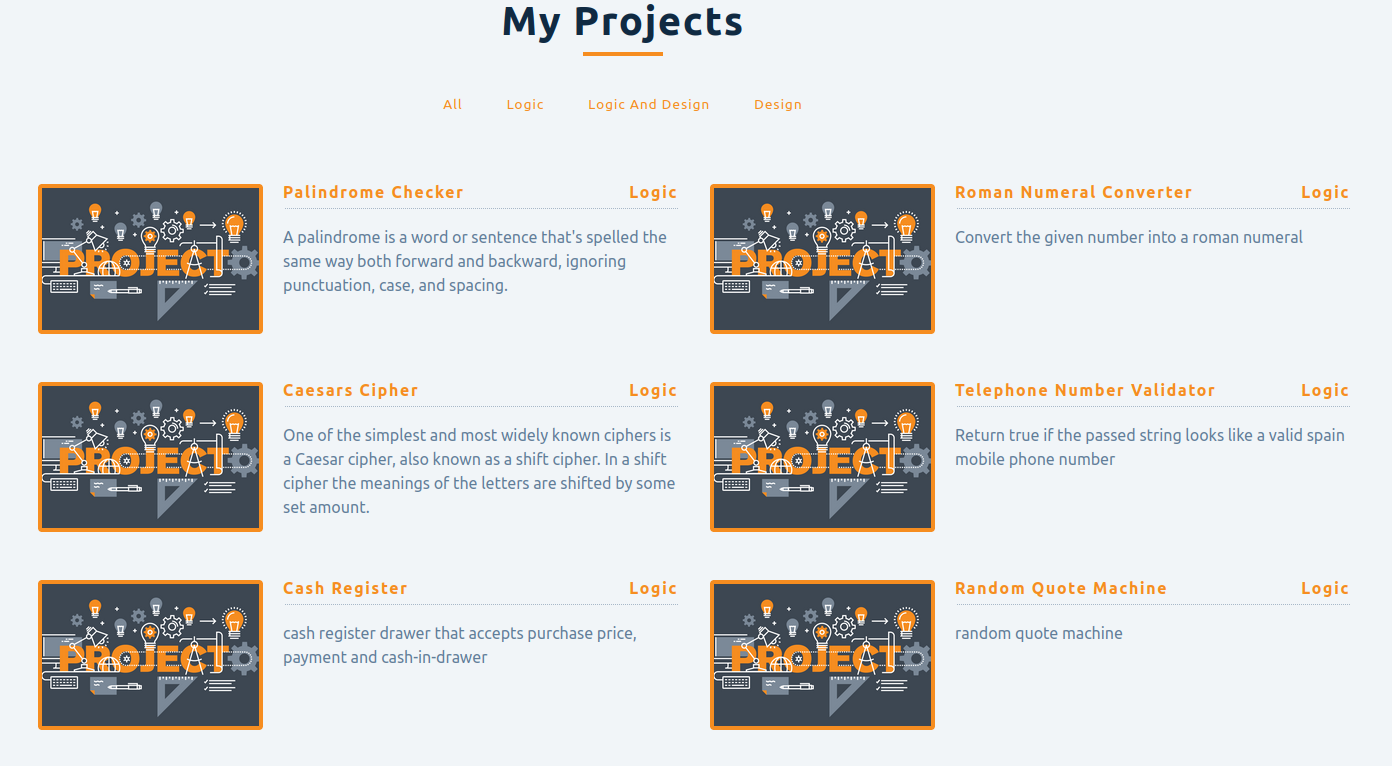 My Projects
All Logic Logic And Design Design
PROJECT
Palindrome Checker Logic
A palindrome is a word or sentence that's spelled the
same way both forward and backward, ignoring
punctuation, case, and spacing.
PROJECT
Roman Numeral Converter Logic
Convert the given number into a roman numeral
PROJECT
Caesars Cipher Logic
One of the simplest and most widely known ciphers is
a Caesar cipher, also known as a shift cipher. In a shift
cipher the meanings of the letters are shifted by some
set amount.
PROJECT
Telephone Number Validator Logic
Return true if the passed string looks like a valid spain
mobile phone number
PROJECT
Cash Register Logic
cash register drawer that accepts purchase price,
payment and cash-in-drawer
PROJECT
Random Quote Machine Logic
random quote machine